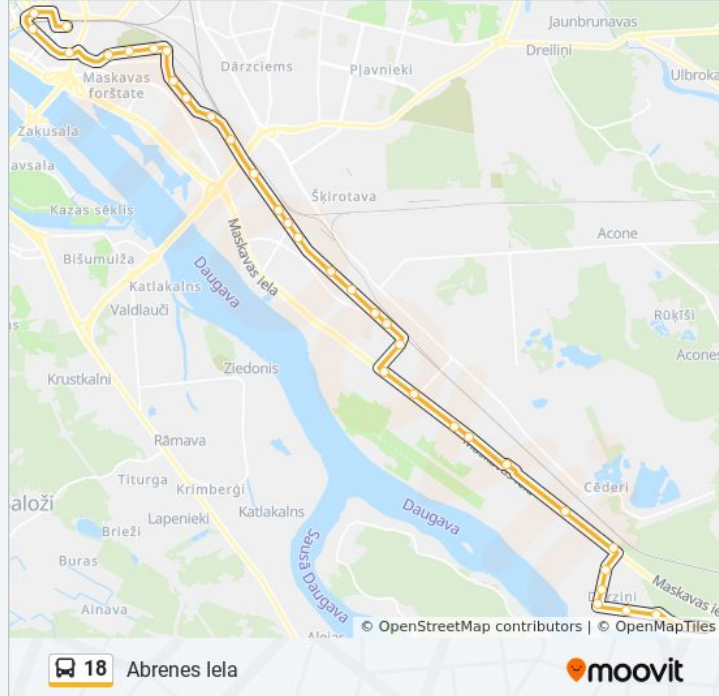 Jaunbrunavas
Dreiliņi
Dārzciems
Pļavnieki
Ulbroka
Maskavas
forštate
Zaķusala
avsala
Šķirotava
Kazas sēklis
Maskavas iela
Acone
Bišumuiža
Daugava
Katlakalns
Valdlauči
Rūķīši
Acones
Ziedonis
Krustkalni
Rāmava
Cēderi
Titurga
Krimberģi
aloži
Lapenieki
Katlakalns
Daugava
Brieži
Sausā Daugava
Buras
Maskavas ie
Ainava
Dārziņi
Alejas
© OpenStreetMap contributors | © OpenMapTiles
18 Abrenes Iela
moovit